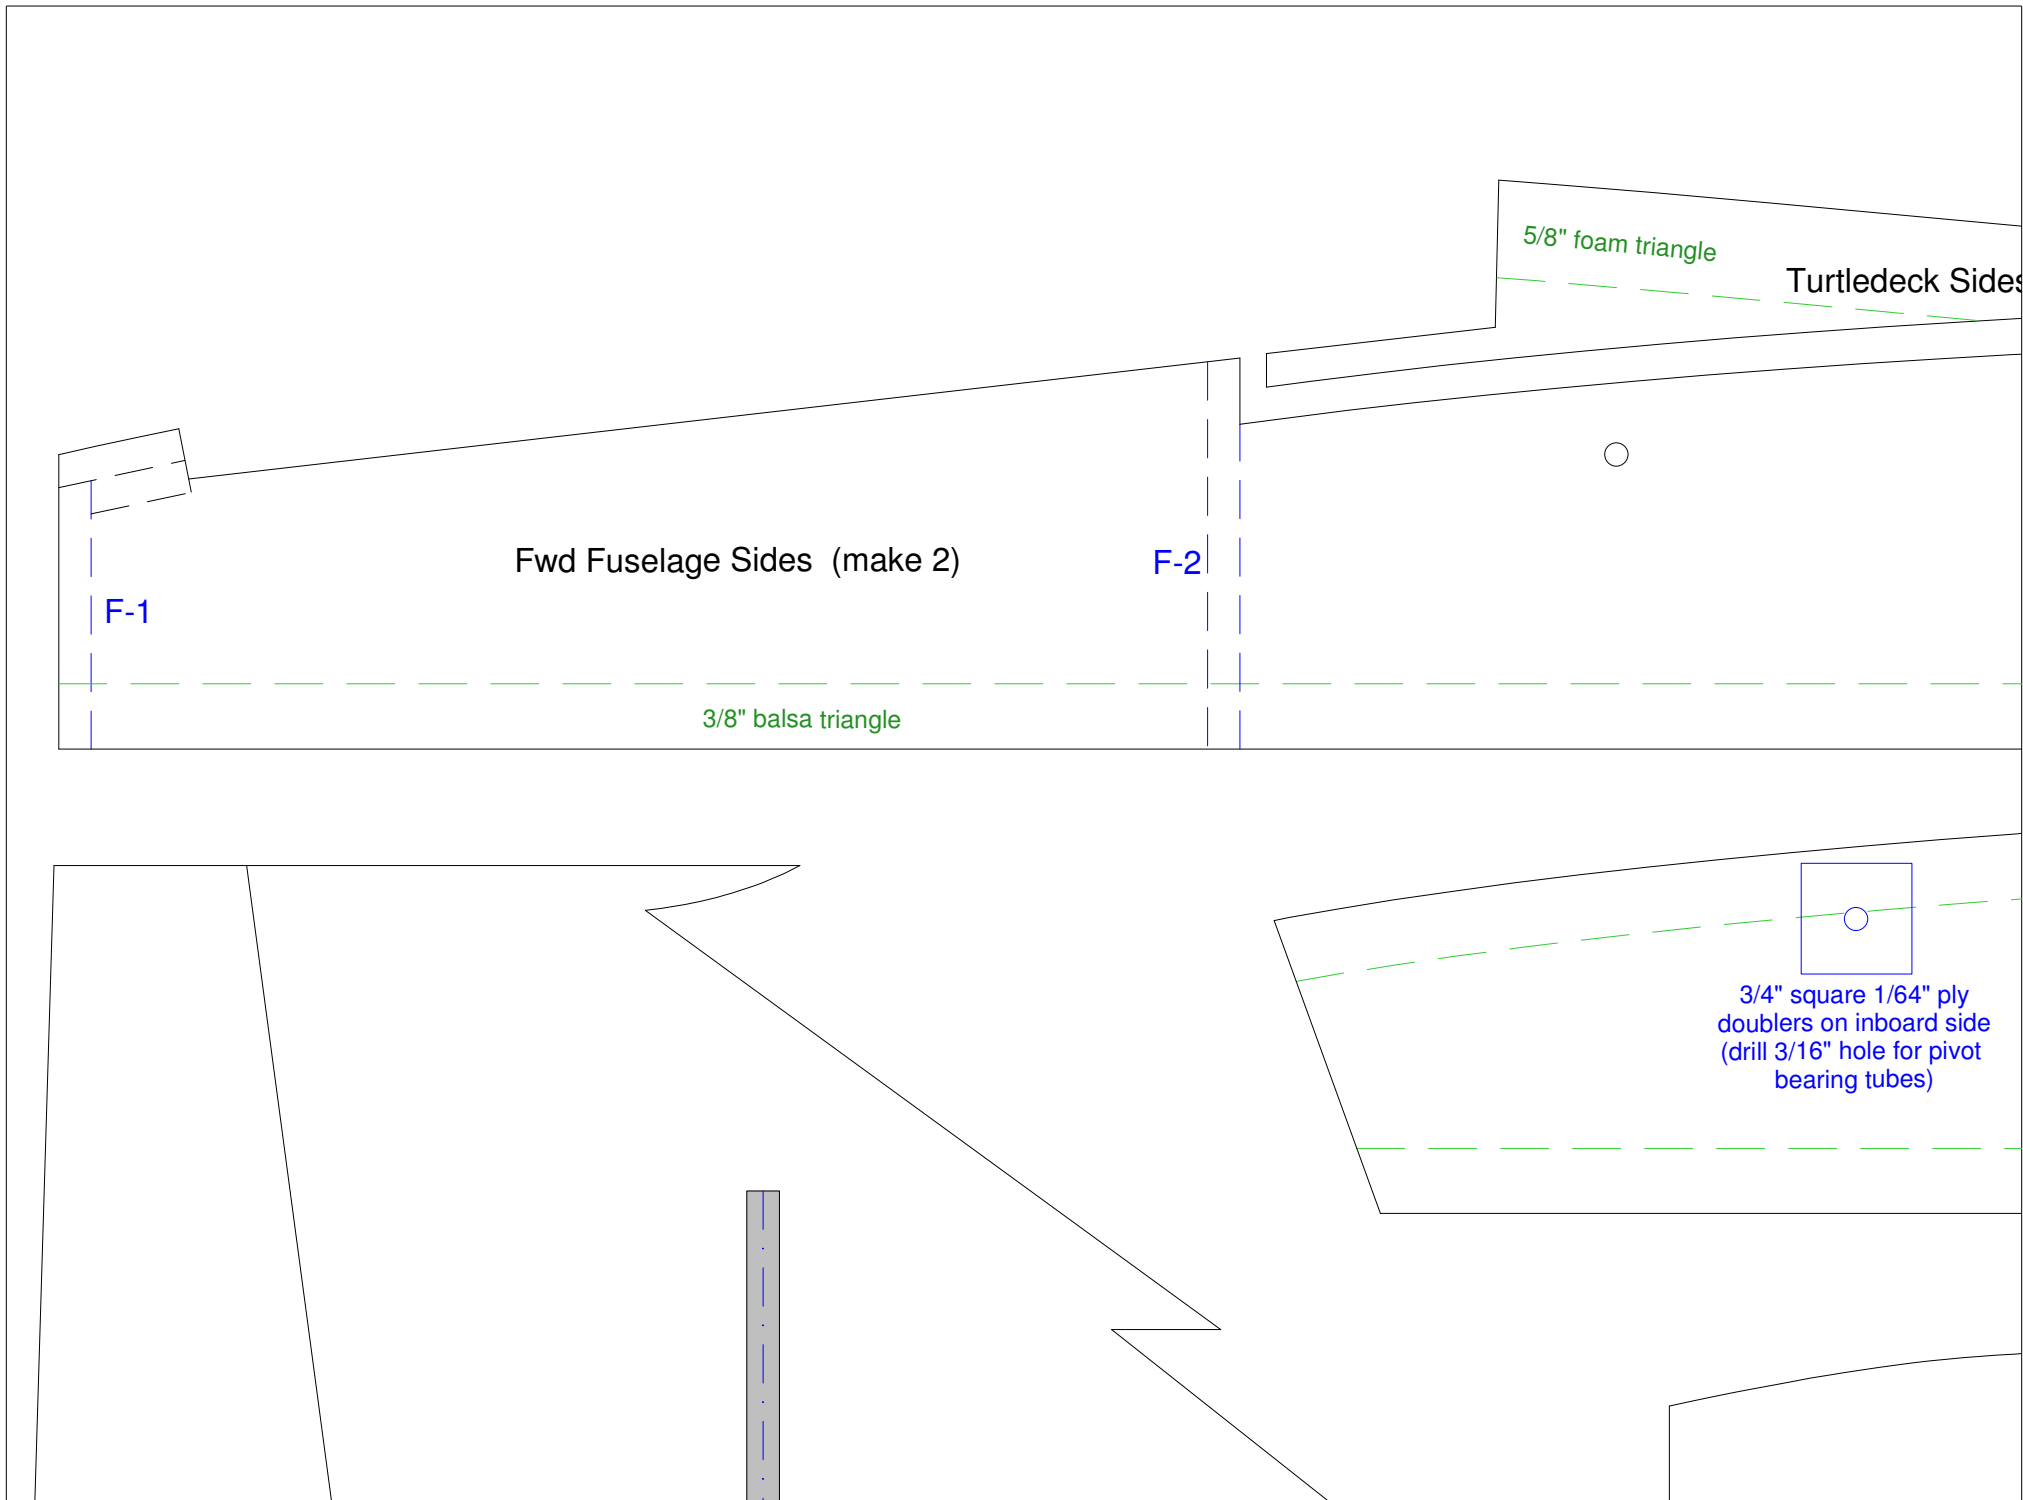 5/8" foam triangle
Turtledeck Sides
Fwd Fuselage Sides (make 2)
F-2
F-1
3/8" balsa triangle
3/4" square 1/64" ply
doublers on inboard side
(drill 3/16" hole for pivot
bearing tubes)